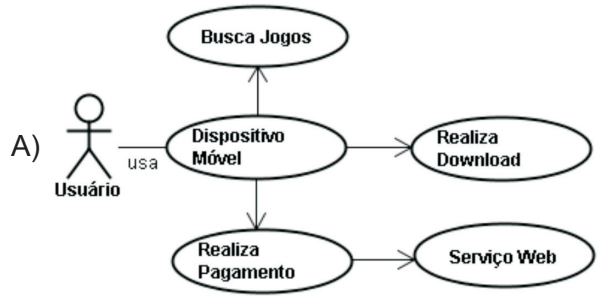 Busca Jogos
A)
usa
Usuário
Dispositivo
Móvel
Realiza
Download
Realiza
Pagamento
Serviço Web